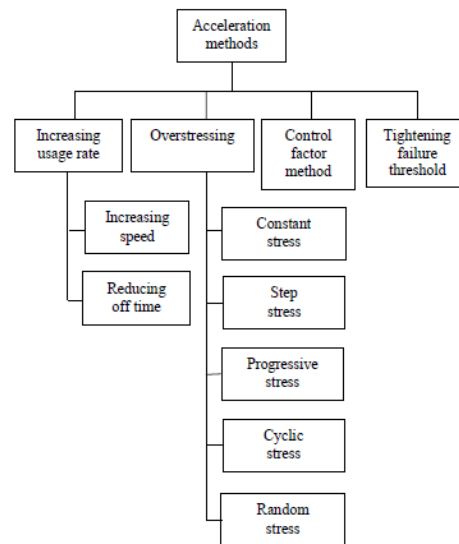 Acceleration
methods
Increasing
usage rate
Overstressing
Control
factor
method
Tightening
failure
threshold
Increasing
speed
Reducing
off time
Constant
stress
Step
stress
Progressive
stress
Cyclic
stress
Random
stress